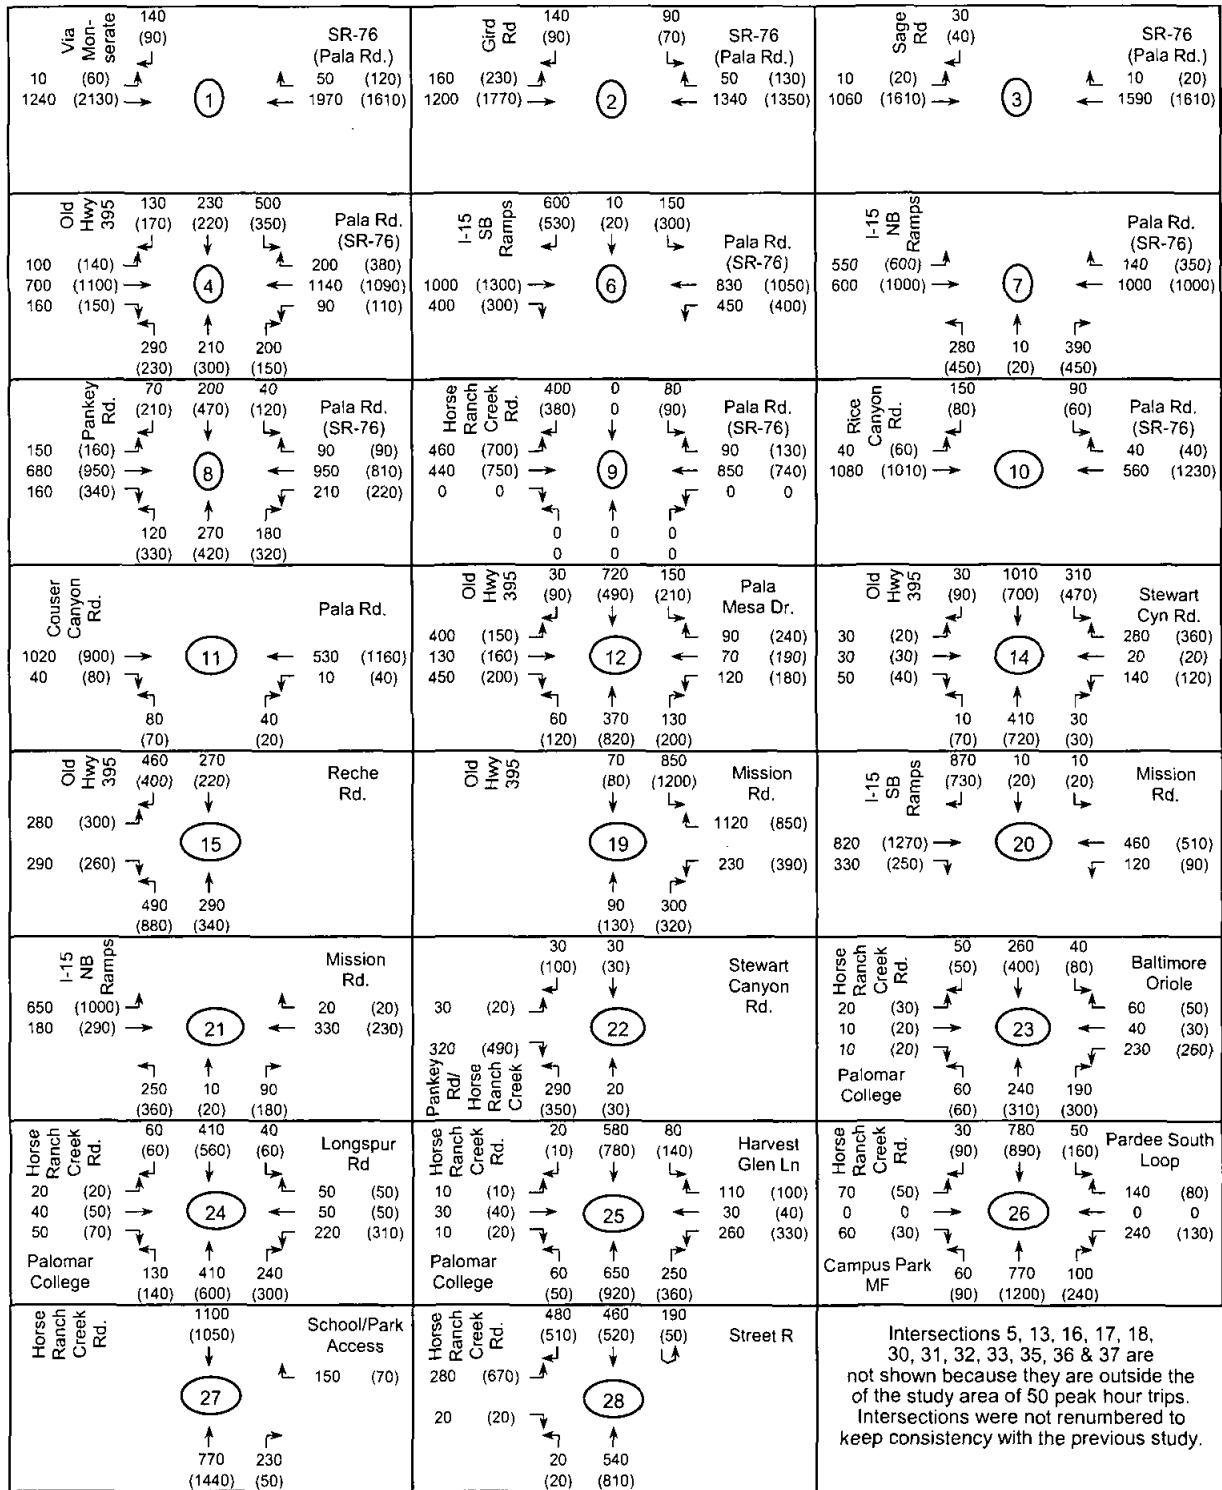 Via Mon- serate
140
(90)
SR-76
(Pala Rd.)
10 (60)
50 (120)
1240 (2130)
1
1970 (1610)
Gird Rd
140 90
(90) (70)
SR-76
(Pala Rd.)
160 (230)
50 (130)
1200 (1770)
2
1340 (1350)
Sage Rd
30
(40)
SR-76
(Pala Rd.)
10 (20)
10 (20)
1060 (1610)
3
1590 (1610)
Old Hwy 395
130 230 500
(170) (220) (350)
Pala Rd.
(SR-76)
100 (140)
200 (380)
700 (1100)
4
1140 (1090)
160 (150)
90 (110)
290 210 200
(230) (300) (150)
I-15 SB Ramps
600 10 150
(530) (20) (300)
Pala Rd.
(SR-76)
1000 (1300)
6
830 (1050)
400 (300)
450 (400)
I-15 NB Ramps
Pala Rd.
(SR-76)
550 (600)
140 (350)
600 (1000)
7
1000 (1000)
280 10 390
(450) (20) (450)
Pankey Rd.
70 200 40
(210) (470) (120)
Pala Rd.
(SR-76)
150 (160)
90 (90)
680 (950)
8
950 (810)
160 (340)
210 (220)
120 270 180
(330) (420) (320)
Horse Ranch Creek Rd.
400 0 80
(380) 0 (90)
Pala Rd.
(SR-76)
460 (700)
90 (130)
440 (750)
9
850 (740)
0 0
0 0
0 0 0
0 0 0
Rice Canyon Rd.
150 90
(80) (60)
Pala Rd.
(SR-76)
40 (60)
40 (40)
1080 (1010)
10
560 (1230)
Couser Canyon Rd.
Pala Rd.
1020 (900)
11
530 (1160)
40 (80)
10 (40)
80 40
(70) (20)
Old Hwy 395
30 720 150
(90) (490) (210)
Pala
Mesa Dr.
400 (150)
90 (240)
130 (160)
12
70 (190)
450 (200)
120 (180)
60 370 130
(120) (820) (200)
Old Hwy 395
30 1010 310
(90) (700) (470)
Stewart
Cyn Rd.
30 (20)
280 (360)
30 (30)
14
20 (20)
50 (40)
140 (120)
10 410 30
(70) (720) (30)
Old Hwy 395
460 270
(400) (220)
Reche
Rd.
280 (300)
15
290 (260)
490 290
(880) (340)
Old Hwy 395
70 850
(80) (1200)
Mission
Rd.
1120 (850)
19
230 (390)
90 300
(130) (320)
I-15 SB Ramps
870 10 10
(730) (20) (20)
Mission
Rd.
820 (1270)
20
460 (510)
330 (250)
120 (90)
I-15 NB Ramps
Mission
Rd.
650 (1000)
20 (20)
180 (290)
21
330 (230)
250 10 90
(360) (20) (180)
30 30
(100) (30)
Stewart
Canyon
Rd.
30 (20)
22
320 (490)
Pankey Rd/ Horse Ranch Creek
290 20
(350) (30)
Horse Ranch Creek Rd.
50 260 40
(50) (400) (80)
Baltimore
Oriole
20 (30)
60 (50)
10 (20)
23
40 (30)
10 (20)
230 (260)
Palomar
College
60 240 190
(60) (310) (300)
Horse Ranch Creek Rd.
60 410 40
(60) (560) (60)
Longspur
Rd
20 (20)
50 (50)
40 (50)
24
50 (50)
50 (70)
220 (310)
Palomar
College
130 410 240
(140) (600) (300)
Horse Ranch Creek Rd.
20 580 80
(10) (780) (140)
Harvest
Glen Ln
10 (10)
110 (100)
30 (40)
25
30 (40)
10 (20)
260 (330)
Palomar
College
60 650 250
(50) (920) (360)
Horse Ranch Creek Rd.
30 780 50
(90) (890) (160)
Pardee South
Loop
70 (50)
140 (80)
0 0
26
0 0
60 (30)
240 (130)
Campus Park
MF
60 770 100
(90) (1200) (240)
Horse Ranch Creek Rd.
1100
(1050)
School/Park
Access
150 (70)
27
770 230
(1440) (50)
Horse Ranch Creek Rd.
480 460 190
(510) (520) (50)
Street R
280 (670)
28
20 (20)
20 540
(20) (810)
Intersections 5, 13, 16, 17, 18,
30, 31, 32, 33, 35, 36 & 37 are
not shown because they are outside the
of the study area of 50 peak hour trips.
Intersections were not renumbered to
keep consistency with the previous study.